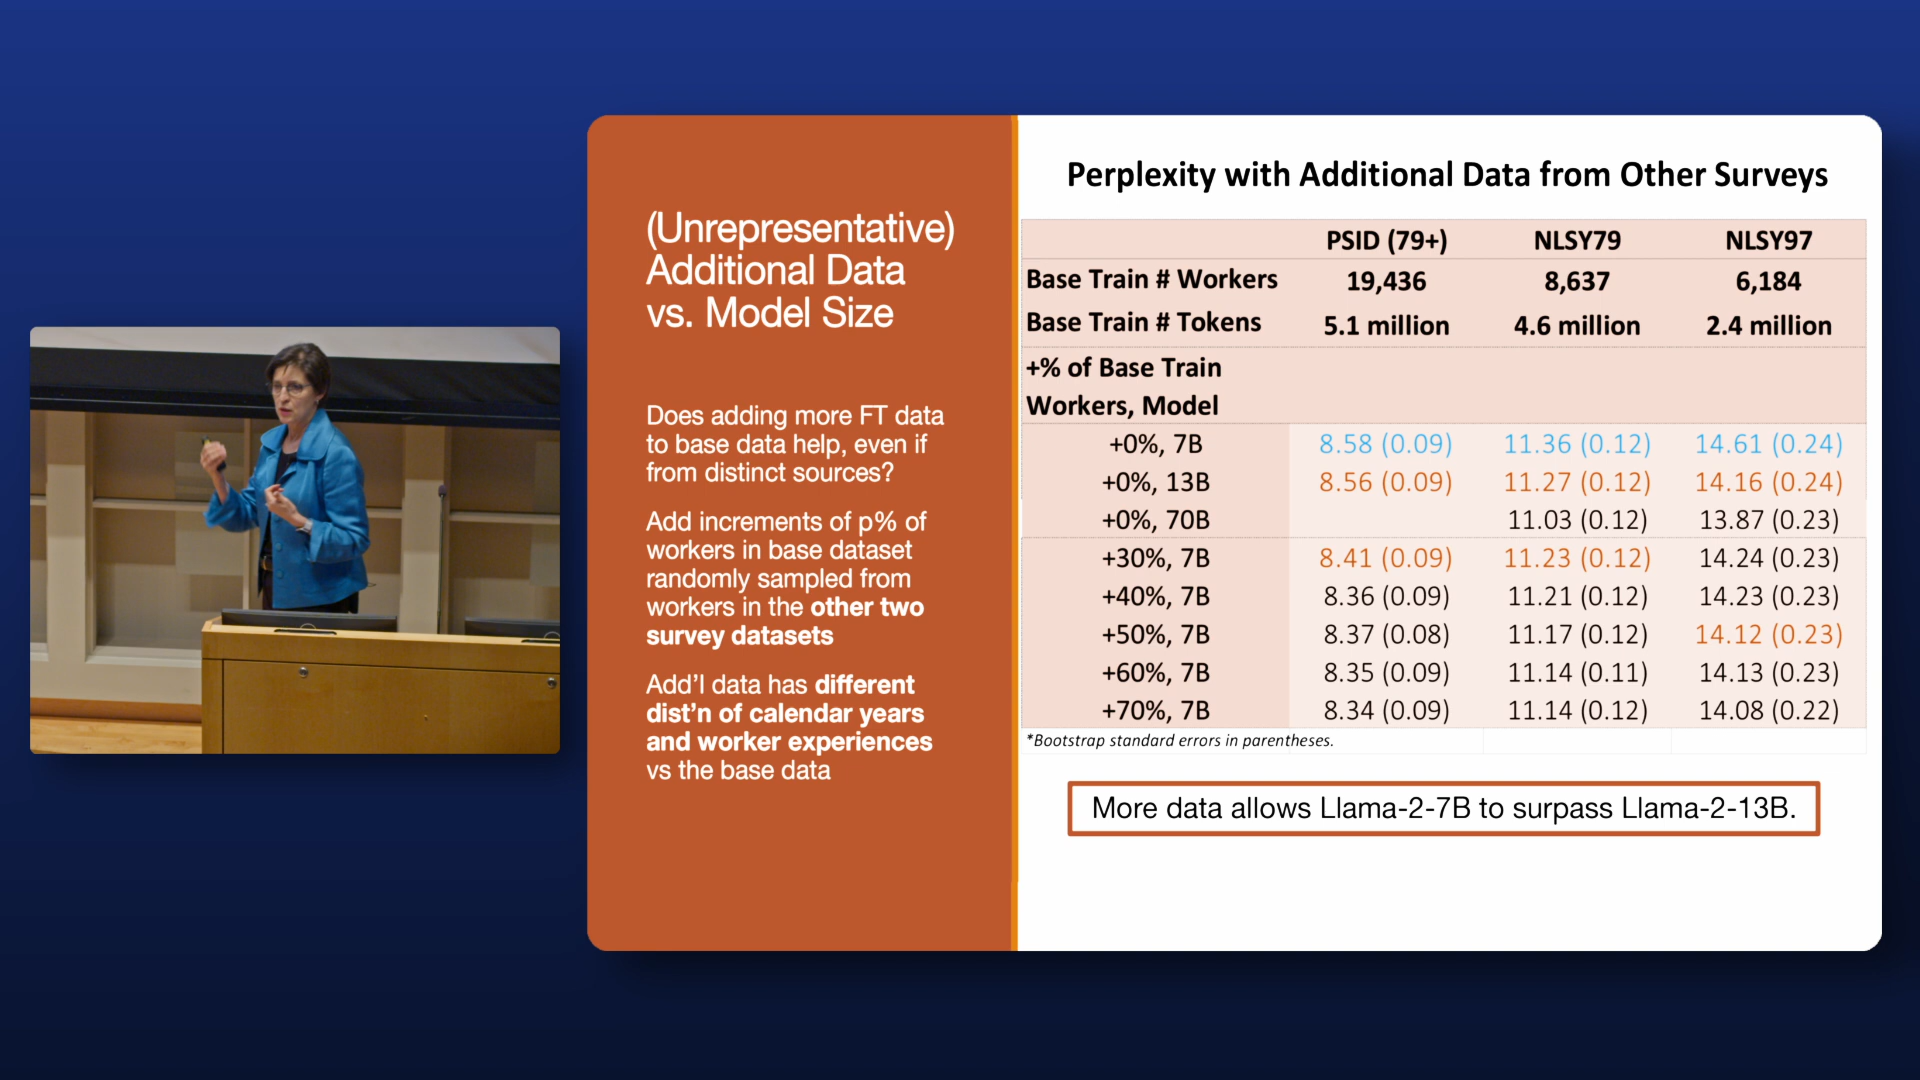 (Unrepresentative)
Additional Data
vs. Model Size
Does adding more FT data
to base data help, even if
from distinct sources?
Add increments of p% of
workers in base dataset
randomly sampled from
workers in the other two
survey datasets
Add'l data has different
dist'n of calendar years
and worker experiences
vs the base data
Perplexity with Additional Data from Other Surveys
PSID (79+) NLSY79 NLSY97
Base Train # Workers 19,436 8,637 6,184
Base Train # Tokens 5.1 million 4.6 million 2.4 million
+% of Base Train
Workers, Model
+0%, 7B 8.58 (0.09) 11.36 (0.12) 14.61 (0.24)
+0%, 13B 8.56 (0.09) 11.27 (0.12) 14.16 (0.24)
+0%, 70B 11.03 (0.12) 13.87 (0.23)
+30%, 7B 8.41 (0.09) 11.23 (0.12) 14.24 (0.23)
+40%, 7B 8.36 (0.09) 11.21 (0.12) 14.23 (0.23)
+50%, 7B 8.37 (0.08) 11.17 (0.12) 14.12 (0.23)
+60%, 7B 8.35 (0.09) 11.14 (0.11) 14.13 (0.23)
+70%, 7B 8.34 (0.09) 11.14 (0.12) 14.08 (0.22)
*Bootstrap standard errors in parentheses.
More data allows Llama-2-7B to surpass Llama-2-13B.